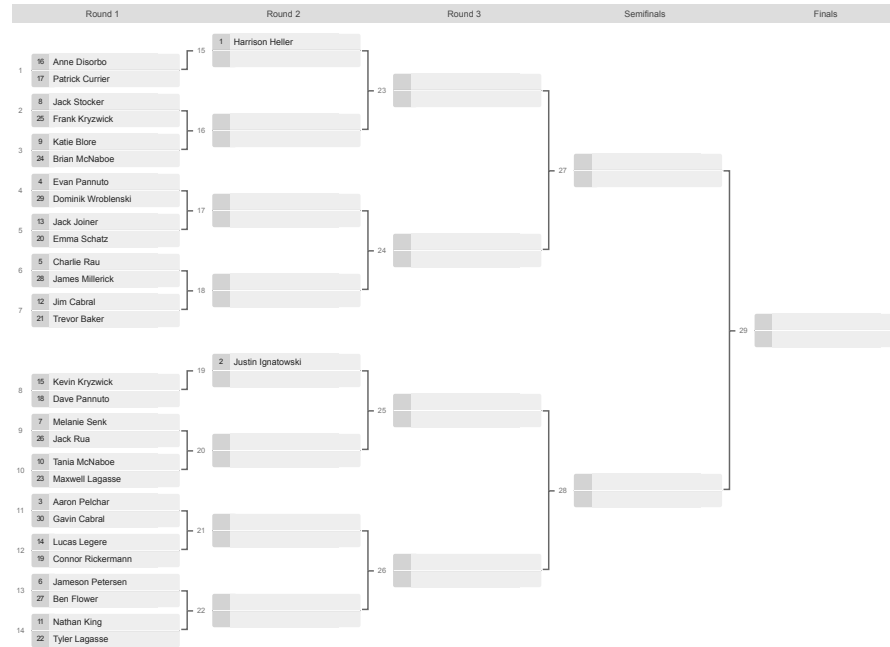 Round 1 Round 2 Round 3 Semifinals Finals
1
16 Anne Disorbo
17 Patrick Currier
2
8 Jack Stocker
25 Frank Kryzwick
3
9 Katie Blore
24 Brian McNaboe
4
4 Evan Pannuto
29 Dominik Wroblenski
5
13 Jack Joiner
20 Emma Schatz
6
5 Charlie Rau
28 James Millerick
7
12 Jim Cabral
21 Trevor Baker
8
15 Kevin Kryzwick
18 Dave Pannuto
9
7 Melanie Senk
26 Jack Rua
10
10 Tania McNaboe
23 Maxwell Lagasse
11
3 Aaron Pelchar
30 Gavin Cabral
12
14 Lucas Legere
19 Connor Rickermann
13
6 Jameson Petersen
27 Ben Flower
14
11 Nathan King
22 Tyler Lagasse
15
1 Harrison Heller
16
17
18
19
2 Justin Ignatowski
20
21
22
23
24
25
26
27
28
29